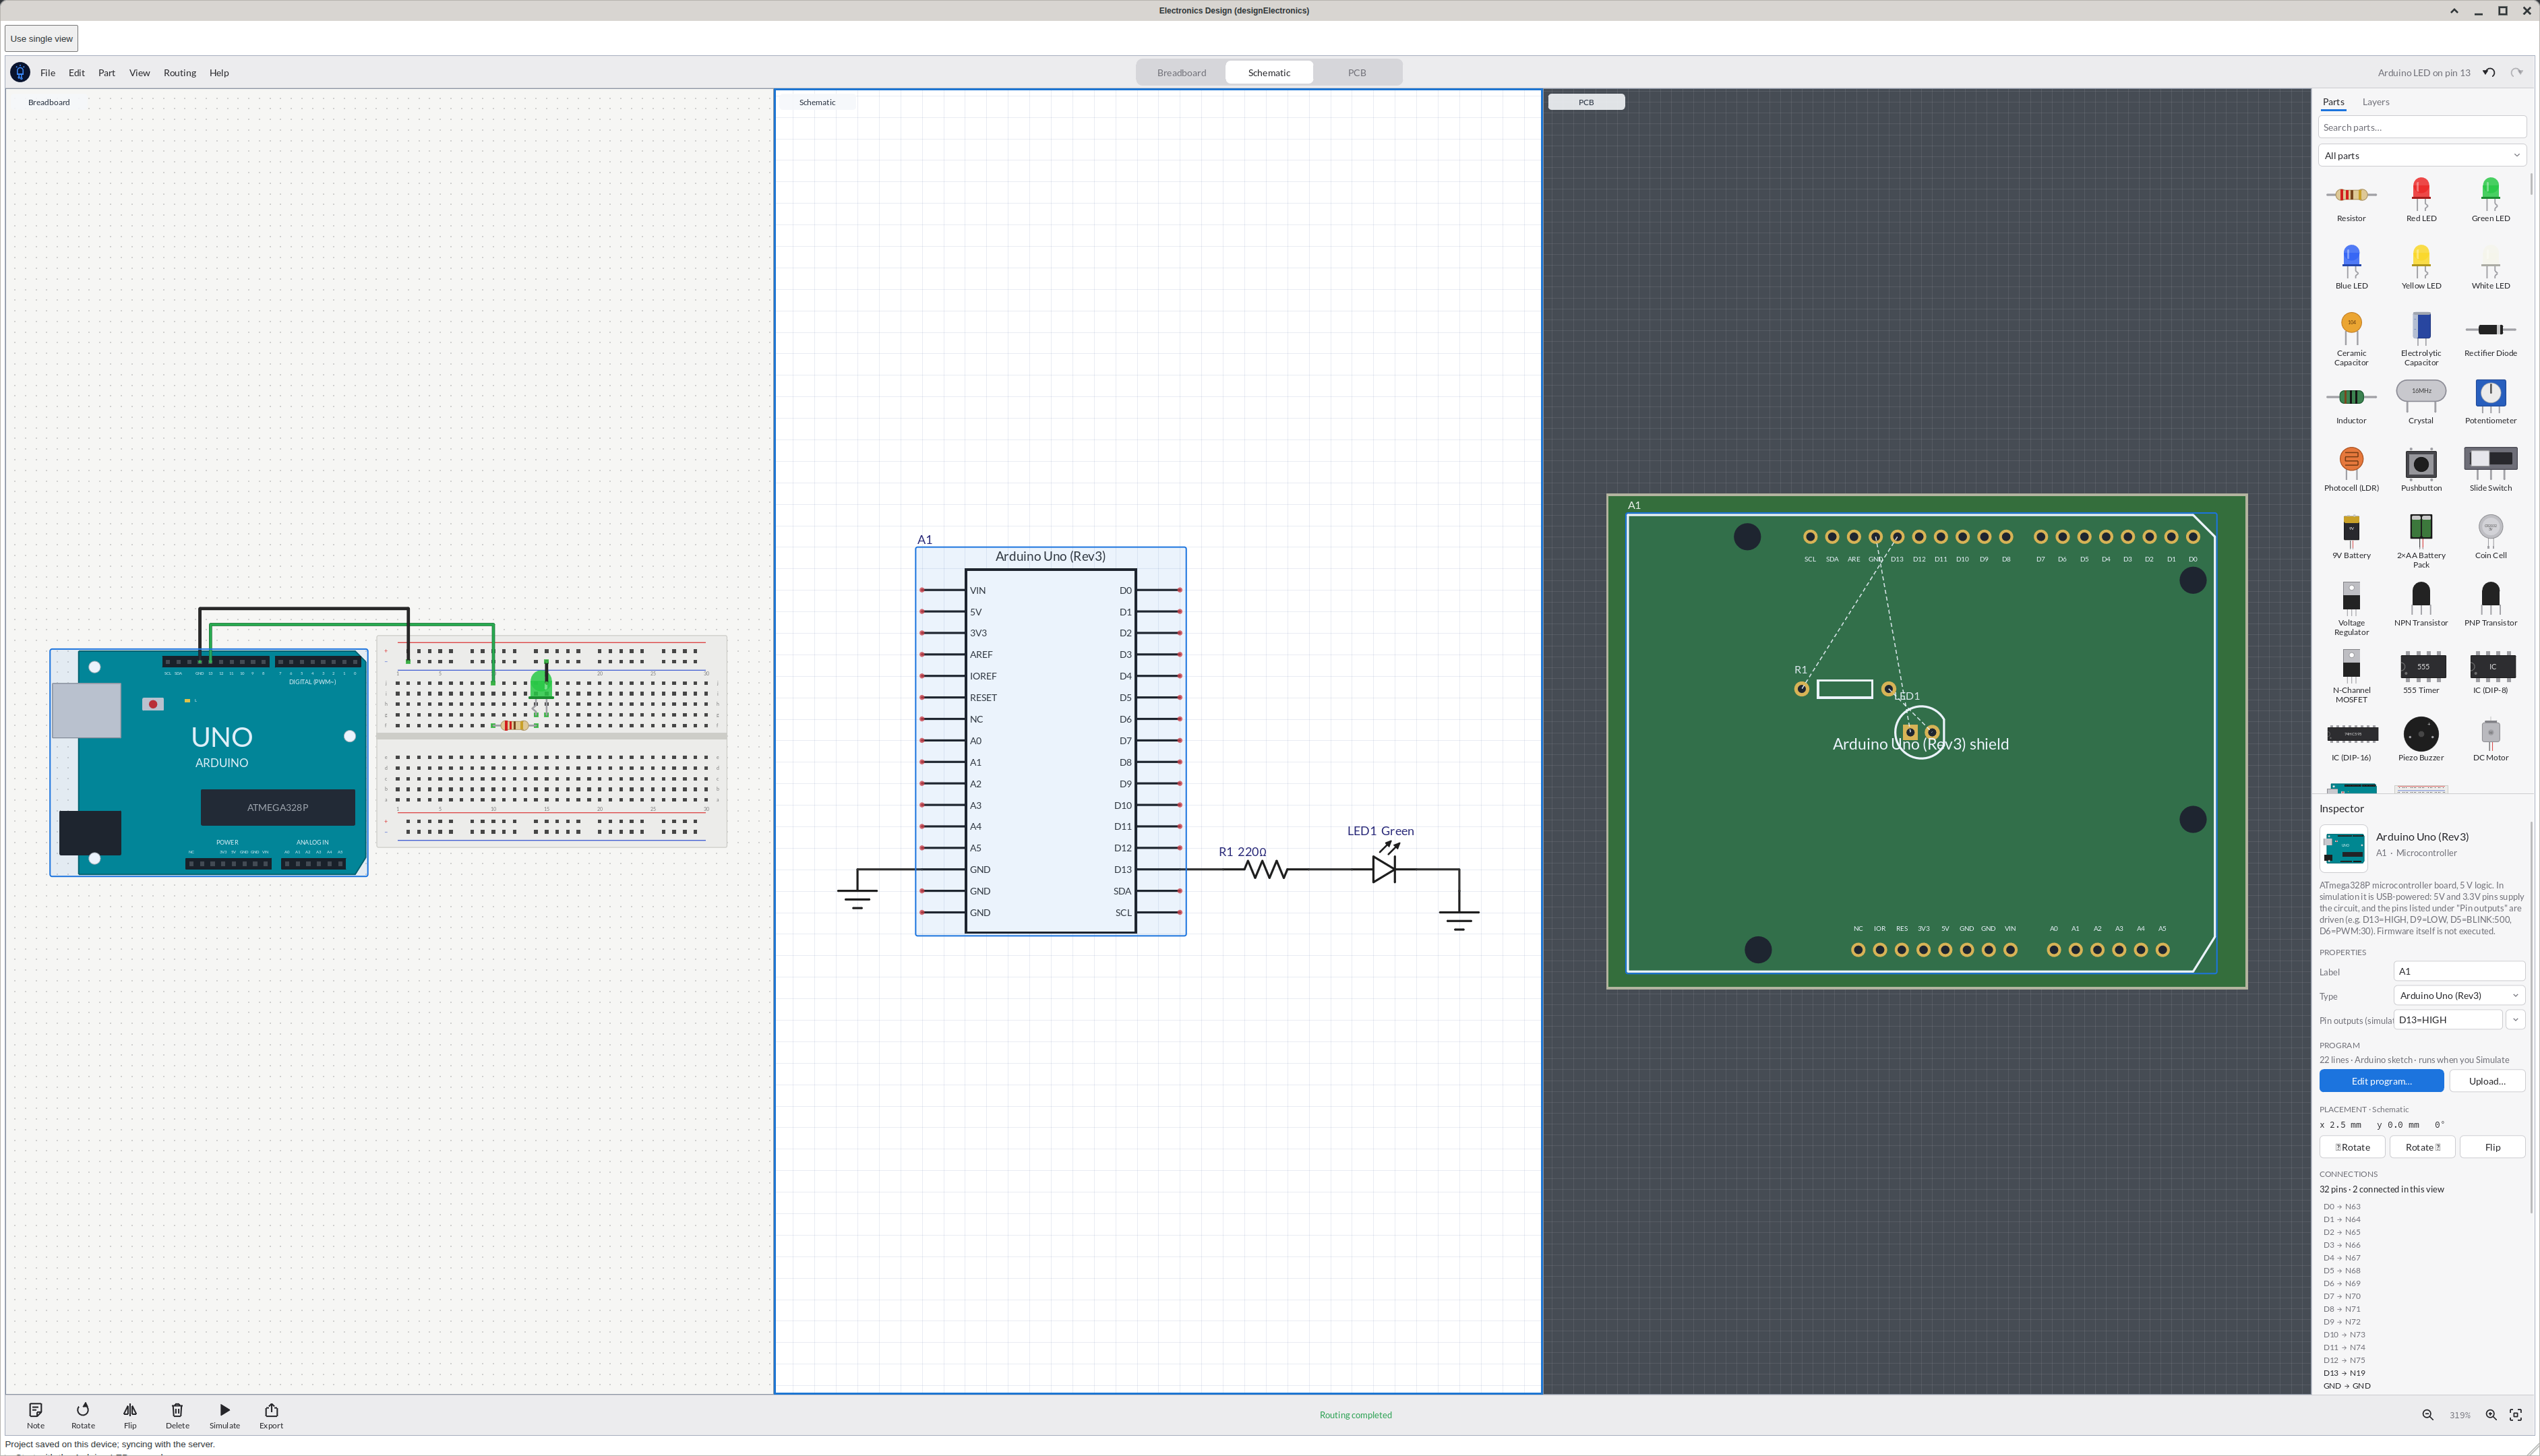 Electronics Design (designElectronics)
Use single view
File Edit Part View Routing Help
Breadboard Schematic PCB
Arduino LED on pin 13
Breadboard
UNO
ARDUINO
ATMEGA328P
DIGITAL (PWM~)
POWER
ANALOG IN
Schematic
A1
Arduino Uno (Rev3)
VIN D0
5V D1
3V3 D2
AREF D3
IOREF D4
RESET D5
NC D6
A0 D7
A1 D8
A2 D9
A3 D10
A4 D11
A5 D12
GND D13
GND SDA
GND SCL
R1 220Ω
LED1 Green
PCB
A1
SCL SDA ARE GND D13 D12 D11 D10 D9 D8 D7 D6 D5 D4 D3 D2 D1 D0
R1
LED1
Arduino Uno (Rev3) shield
NC IOR RES 3V3 5V GND GND VIN A0 A1 A2 A3 A4 A5
Parts Layers
Search parts...
All parts
Resistor Red LED Green LED
Blue LED Yellow LED White LED
Ceramic Capacitor
Electrolytic Capacitor
Rectifier Diode
16MHz
Inductor Crystal Potentiometer
Photocell (LDR) Pushbutton Slide Switch
9V Battery
2×AA Battery Pack
Coin Cell
Voltage Regulator
NPN Transistor PNP Transistor
555 IC
N-Channel MOSFET
555 Timer IC (DIP-8)
IC (DIP-16) Piezo Buzzer DC Motor
Inspector
Arduino Uno (Rev3)
A1 · Microcontroller
ATmega328P microcontroller board, 5 V logic. In
simulation it is USB-powered: 5V and 3.3V pins supply
the circuit, and the pins listed under "Pin outputs" are
driven (e.g. D13=HIGH, D9=LOW, D5=BLINK:500,
D6=PWM:30). Firmware itself is not executed.
PROPERTIES
Label A1
Type Arduino Uno (Rev3)
Pin outputs (simulat D13=HIGH
PROGRAM
22 lines · Arduino sketch · runs when you Simulate
Edit program... Upload...
PLACEMENT · Schematic
x 2.5 mm y 0.0 mm 0°
Rotate Rotate Flip
CONNECTIONS
32 pins · 2 connected in this view
D0 → N63
D1 → N64
D2 → N65
D3 → N66
D4 → N67
D5 → N68
D6 → N69
D7 → N70
D8 → N71
D9 → N72
D10 → N73
D11 → N74
D12 → N75
D13 → N19
GND → GND
Note Rotate Flip Delete Simulate Export
Routing completed
319%
Project saved on this device; syncing with the server.